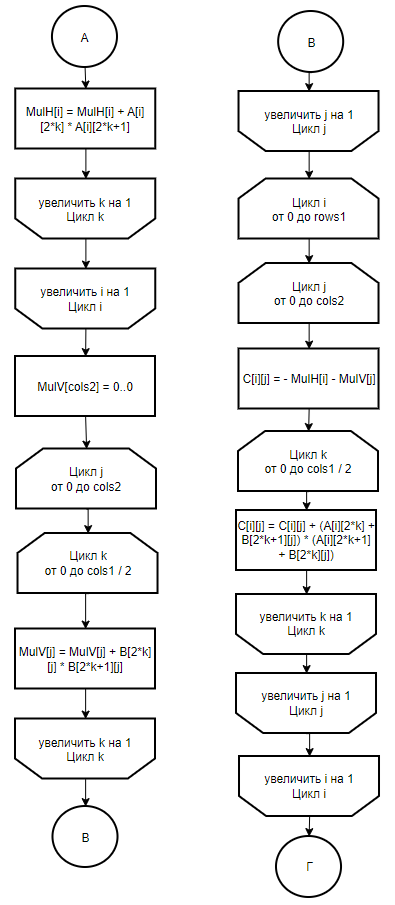 А
MulH[i] = MulH[i] + A[i]
[2*k] * A[i][2*k+1]
увеличить k на 1
Цикл k
увеличить i на 1
Цикл i
MulV[cols2] = 0..0
Цикл j
от 0 до cols2
Цикл k
от 0 до cols1 / 2
MulV[j] = MulV[j] + B[2*k]
[j] * B[2*k+1][j]
увеличить k на 1
Цикл k
В
В
увеличить j на 1
Цикл j
Цикл i
от 0 до rows1
Цикл j
от 0 до cols2
C[i][j] = - MulH[i] - MulV[j]
Цикл k
от 0 до cols1 / 2
C[i][j] = C[i][j] + (A[i][2*k] +
B[2*k+1][j]) * (A[i][2*k+1]
+ B[2*k][j])
увеличить k на 1
Цикл k
увеличить j на 1
Цикл j
увеличить i на 1
Цикл i
Г